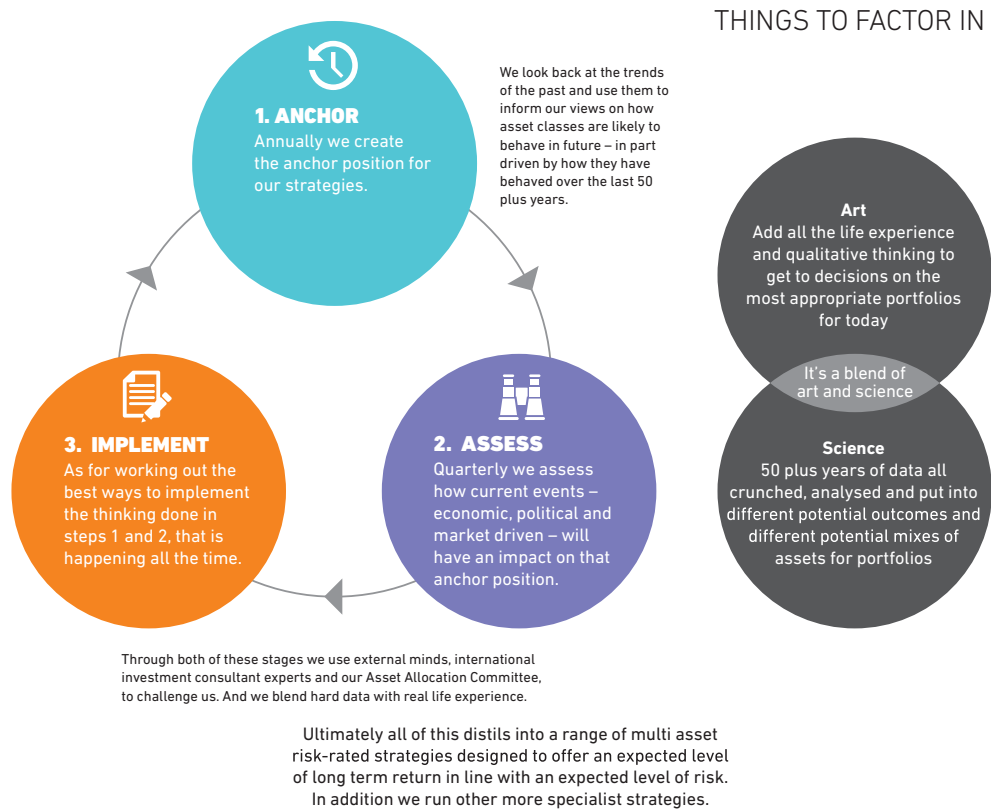 THINGS TO FACTOR IN
1. ANCHOR
Annually we create
the anchor position for
our strategies.
We look back at the trends
of the past and use them to
inform our views on how
asset classes are likely to
behave in future – in part
driven by how they have
behaved over the last 50
plus years.
2. ASSESS
Quarterly we assess
how current events –
economic, political and
market driven – will
have an impact on that
anchor position.
3. IMPLEMENT
As for working out the
best ways to implement
the thinking done in
steps 1 and 2, that is
happening all the time.
Through both of these stages we use external minds, international
investment consultant experts and our Asset Allocation Committee,
to challenge us. And we blend hard data with real life experience.
Art
Add all the life experience
and qualitative thinking to
get to decisions on the
most appropriate portfolios
for today
It's a blend of
art and science
Science
50 plus years of data all
crunched, analysed and put into
different potential outcomes and
different potential mixes of
assets for portfolios
Ultimately all of this distils into a range of multi asset
risk-rated strategies designed to offer an expected level
of long term return in line with an expected level of risk.
In addition we run other more specialist strategies.